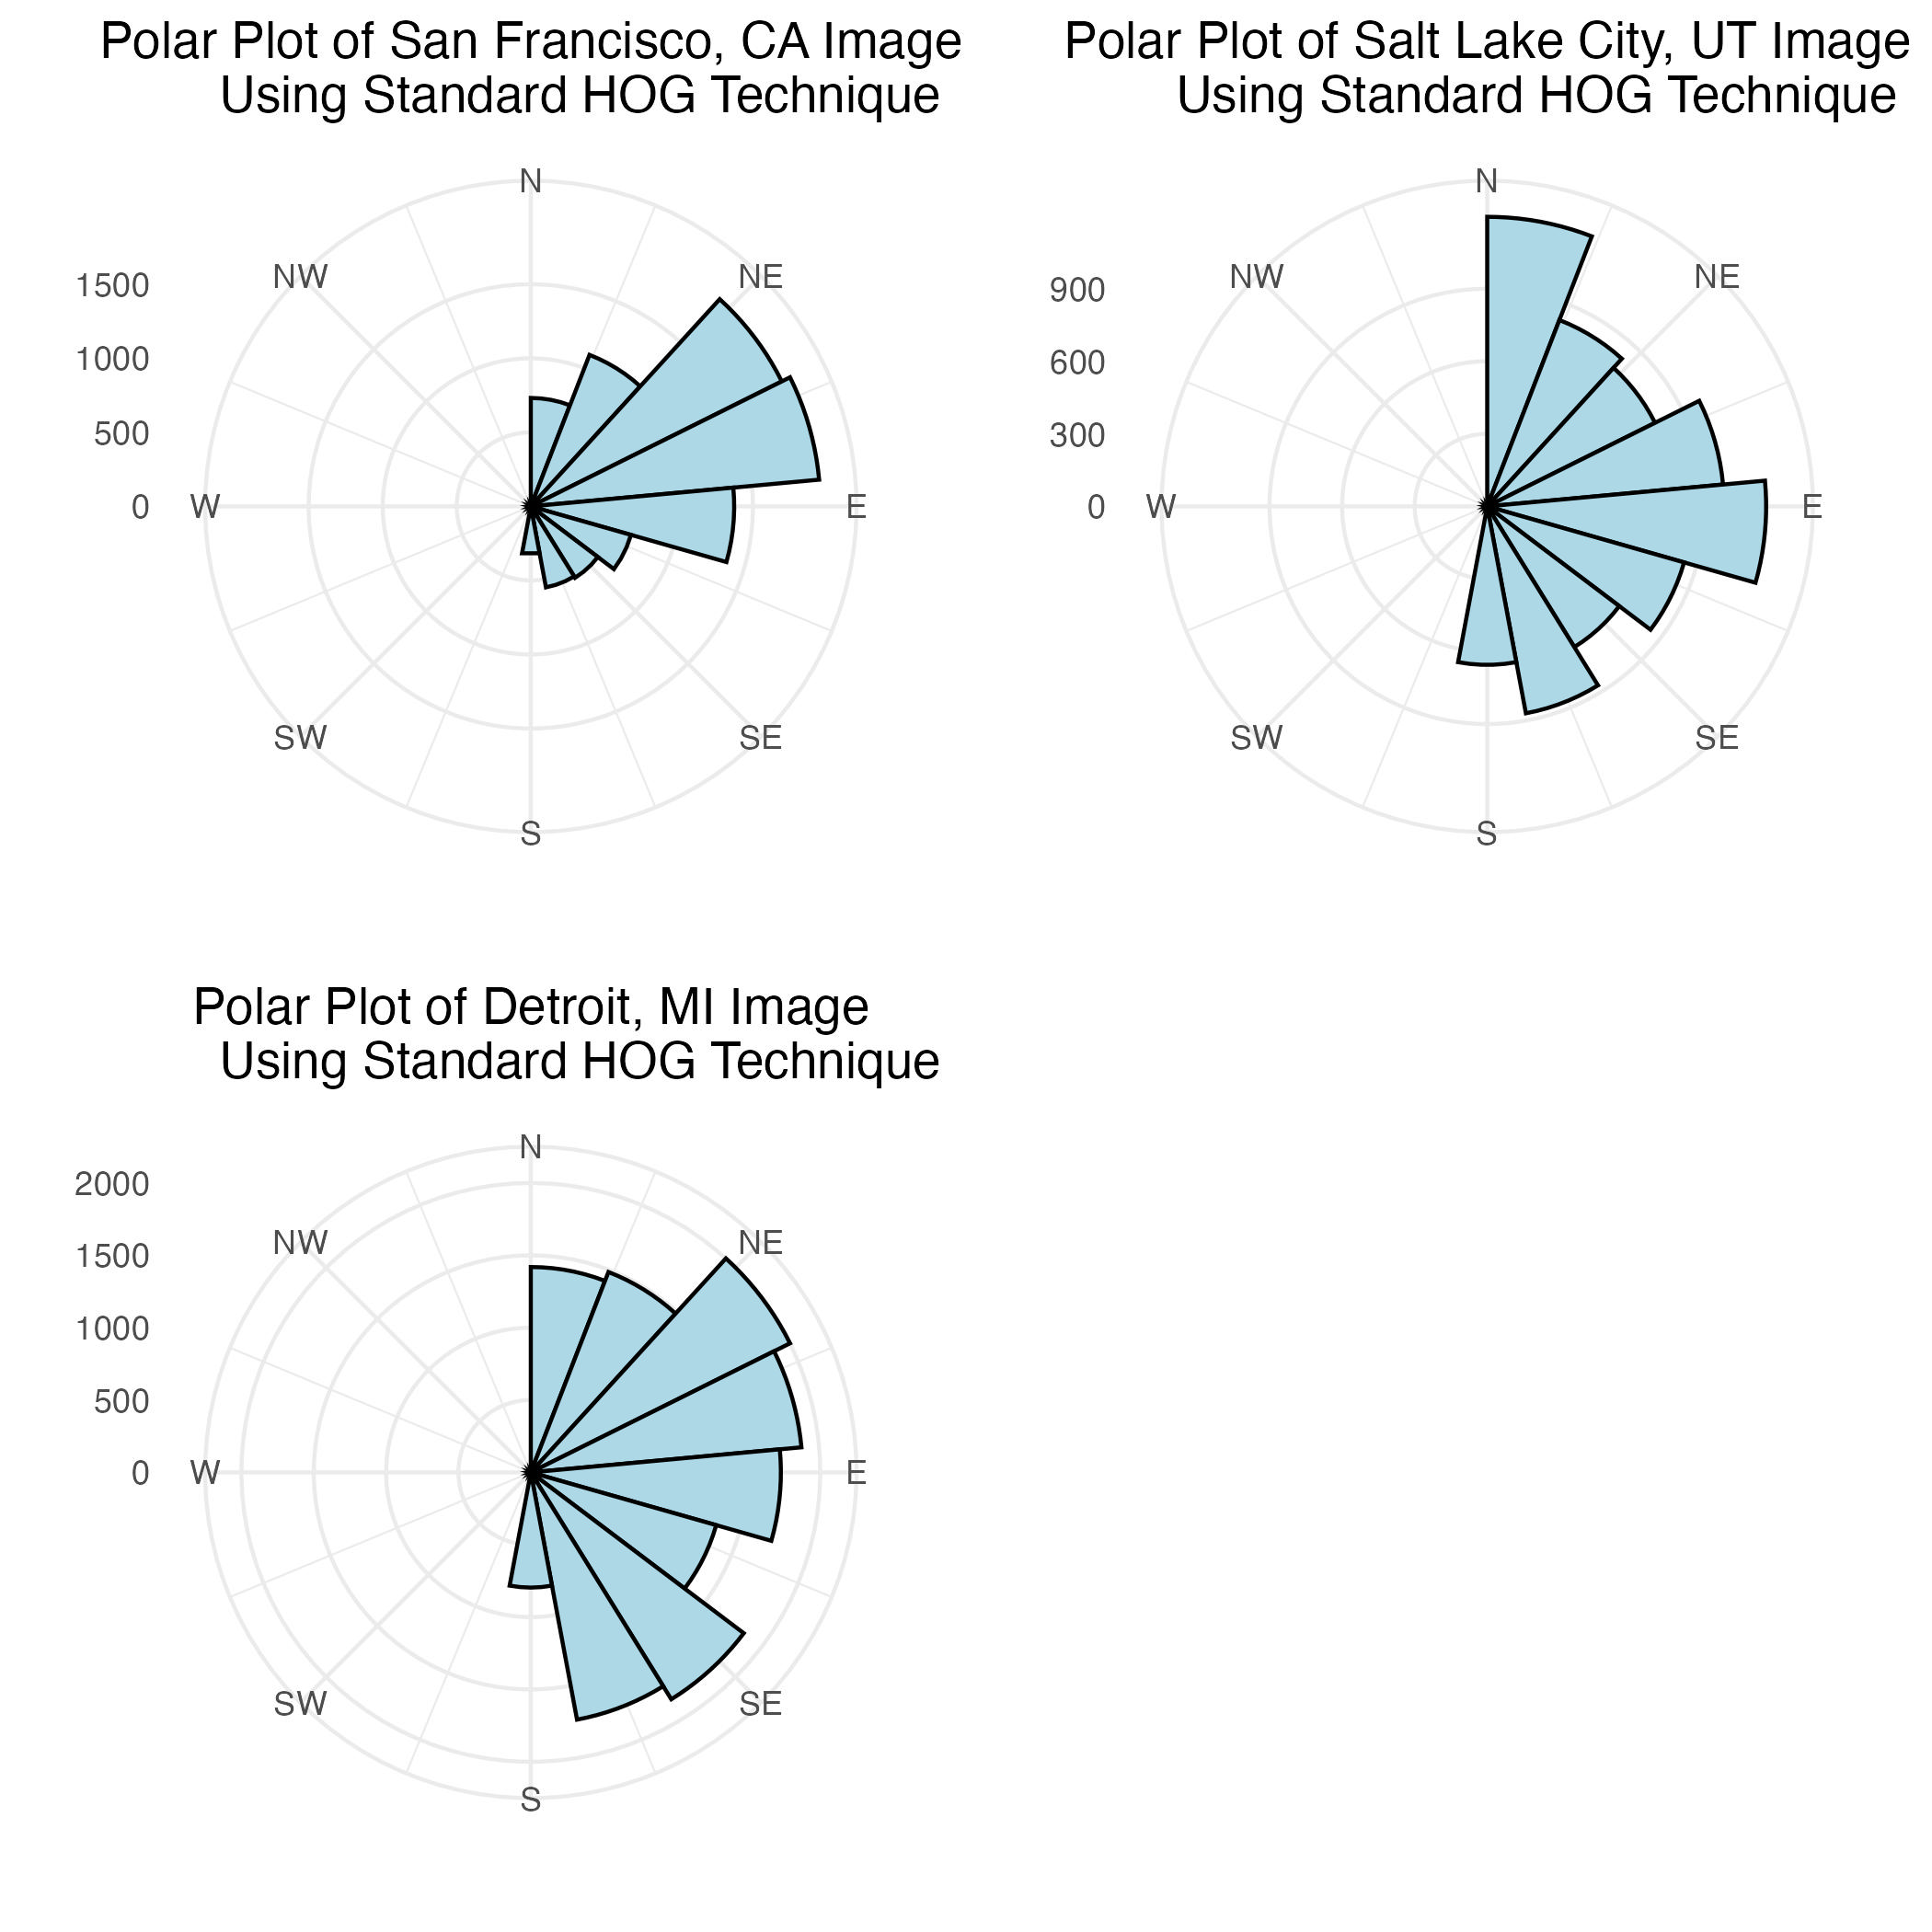 Polar Plot of San Francisco, CA Image
Using Standard HOG Technique
N
NW
NE
1500
1000
500
0
W
E
SW
SE
S
Polar Plot of Salt Lake City, UT Image
Using Standard HOG Technique
N
NW
NE
900
600
300
0
W
E
SW
SE
S
Polar Plot of Detroit, MI Image
Using Standard HOG Technique
N
2000
NW
NE
1500
1000
500
0
W
E
SW
SE
S